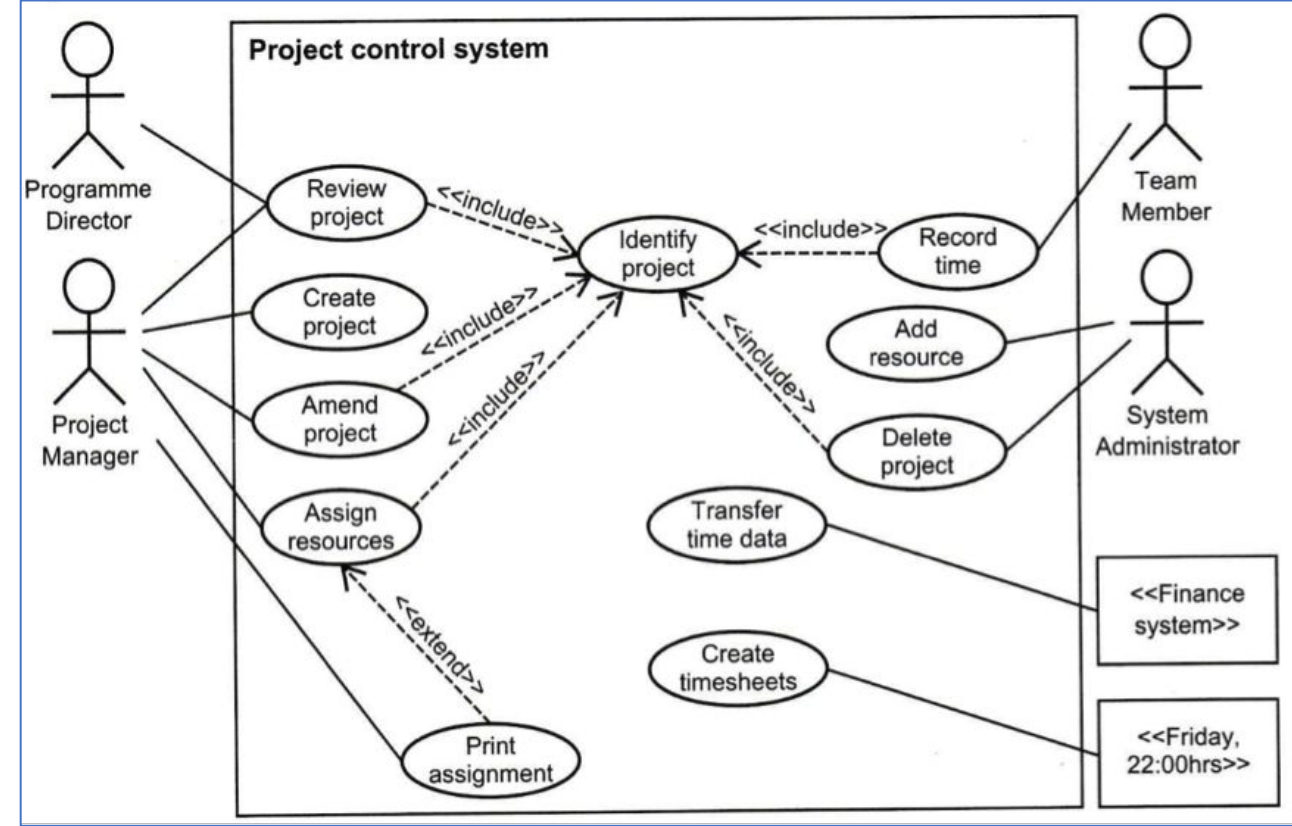 Project control system
Programme
Director
Project
Manager
Review
project
Create
project
Amend
project
Assign
resources
Print
assignment
<<include>>
<<include>>
<<include>>
<<extend>>
Identify
project
<<include>>
<<include>>
Record
time
Add
resource
Delete
project
Transfer
time data
Create
timesheets
Team
Member
System
Administrator
<<Finance
system>>
<<Friday,
22:00hrs>>